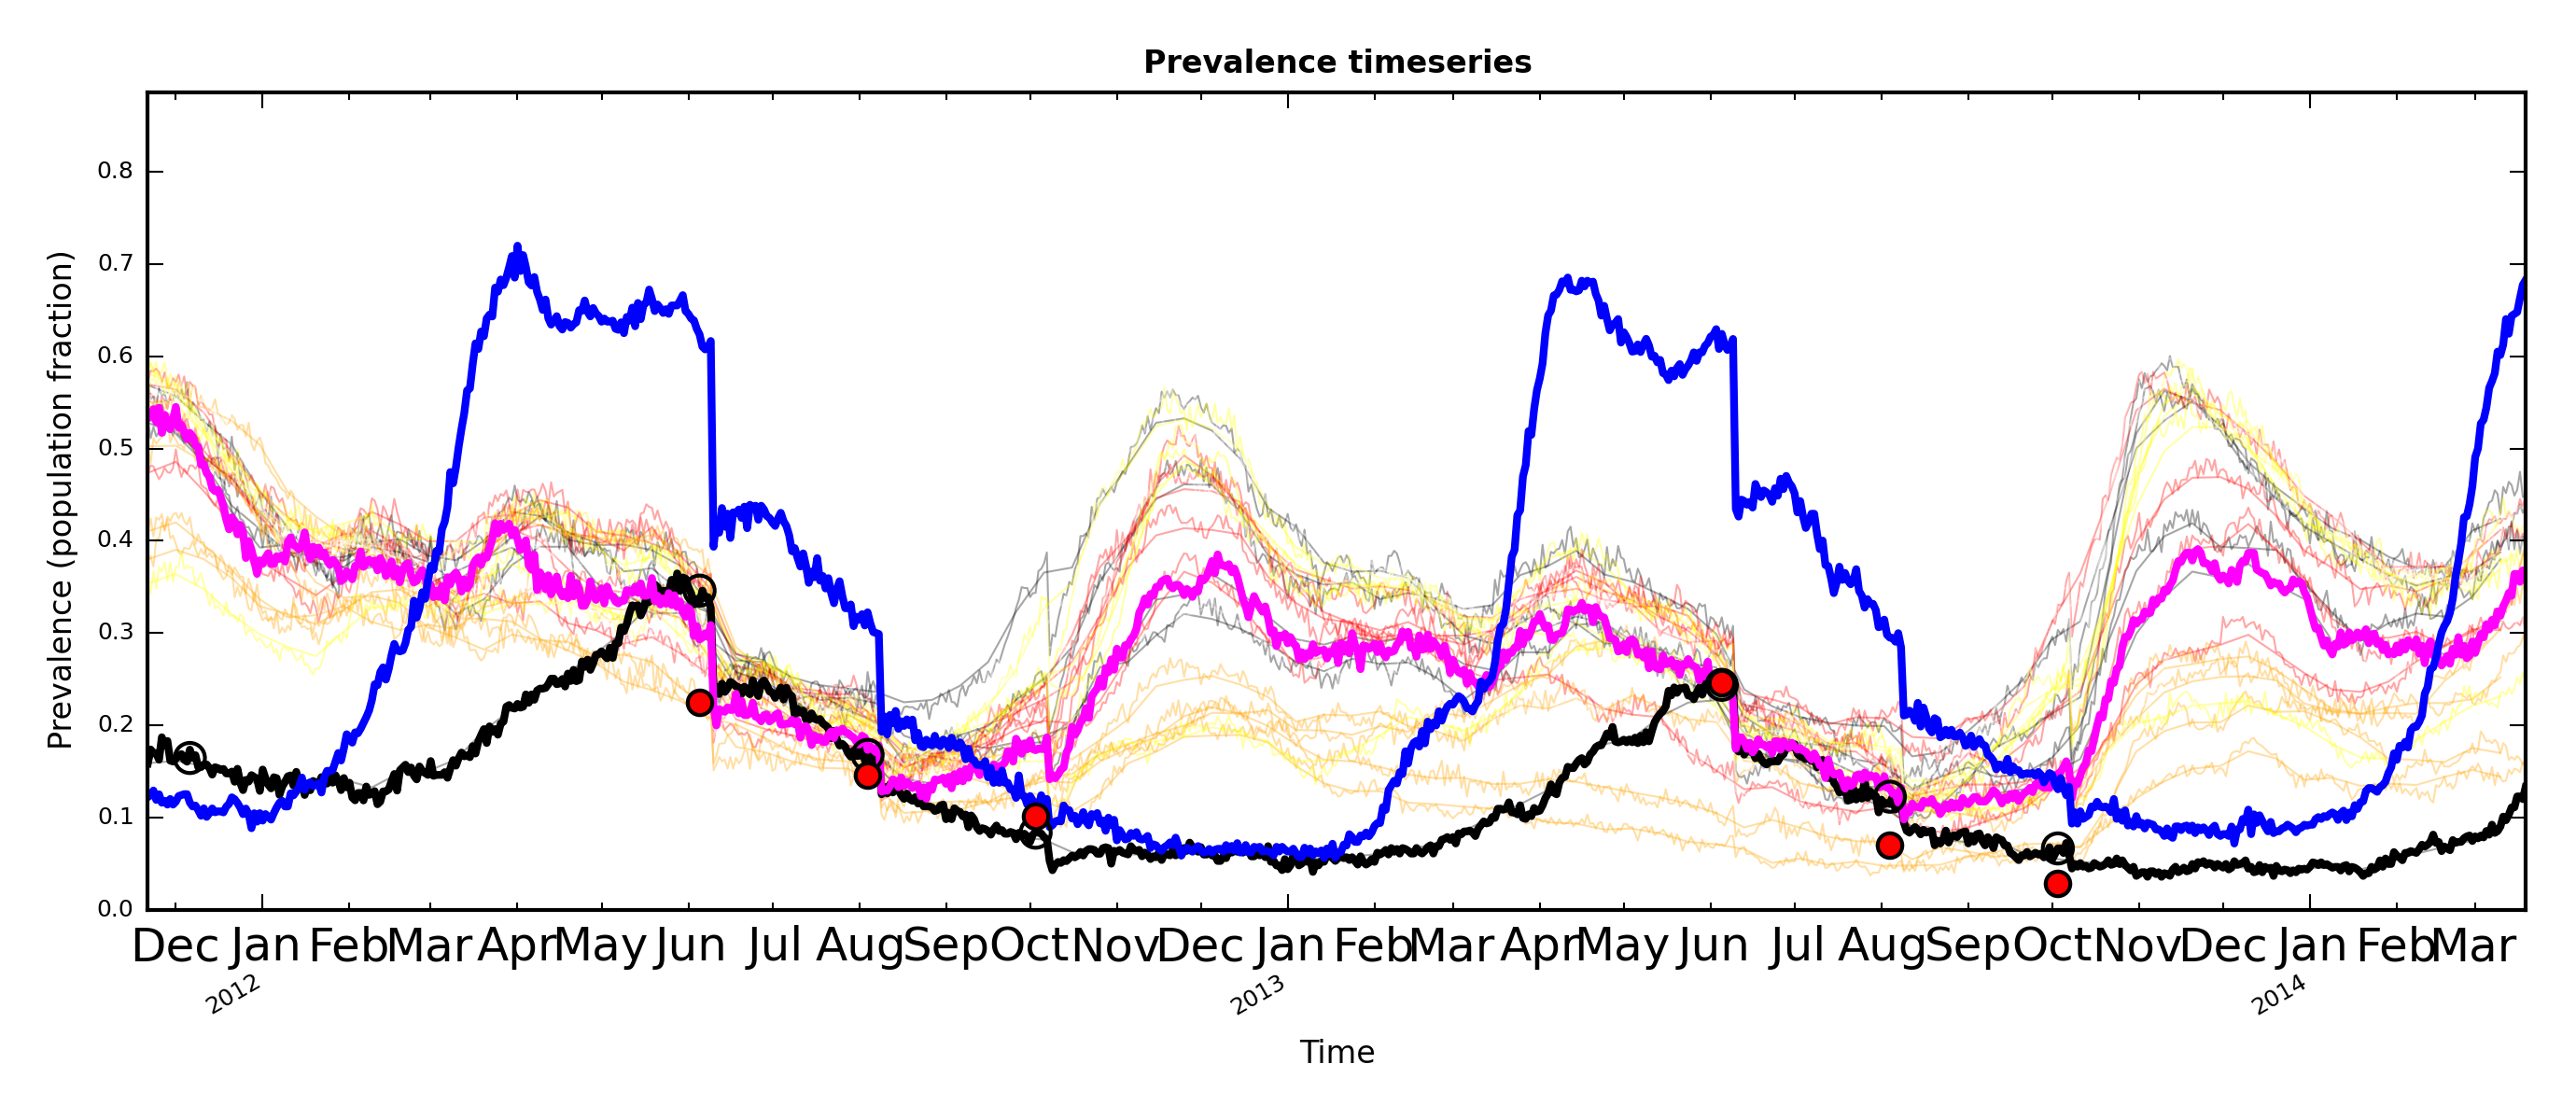 Prevalence timeseries
Prevalence (population fraction)
0.8
0.7
0.6
0.5
0.4
0.3
0.2
0.1
0.0
Dec Jan Feb Mar Apr May Jun Jul Aug Sep Oct Nov Dec Jan Feb Mar Apr May Jun Jul Aug Sep Oct Nov Dec Jan Feb Mar
2012 2013 2014
Time